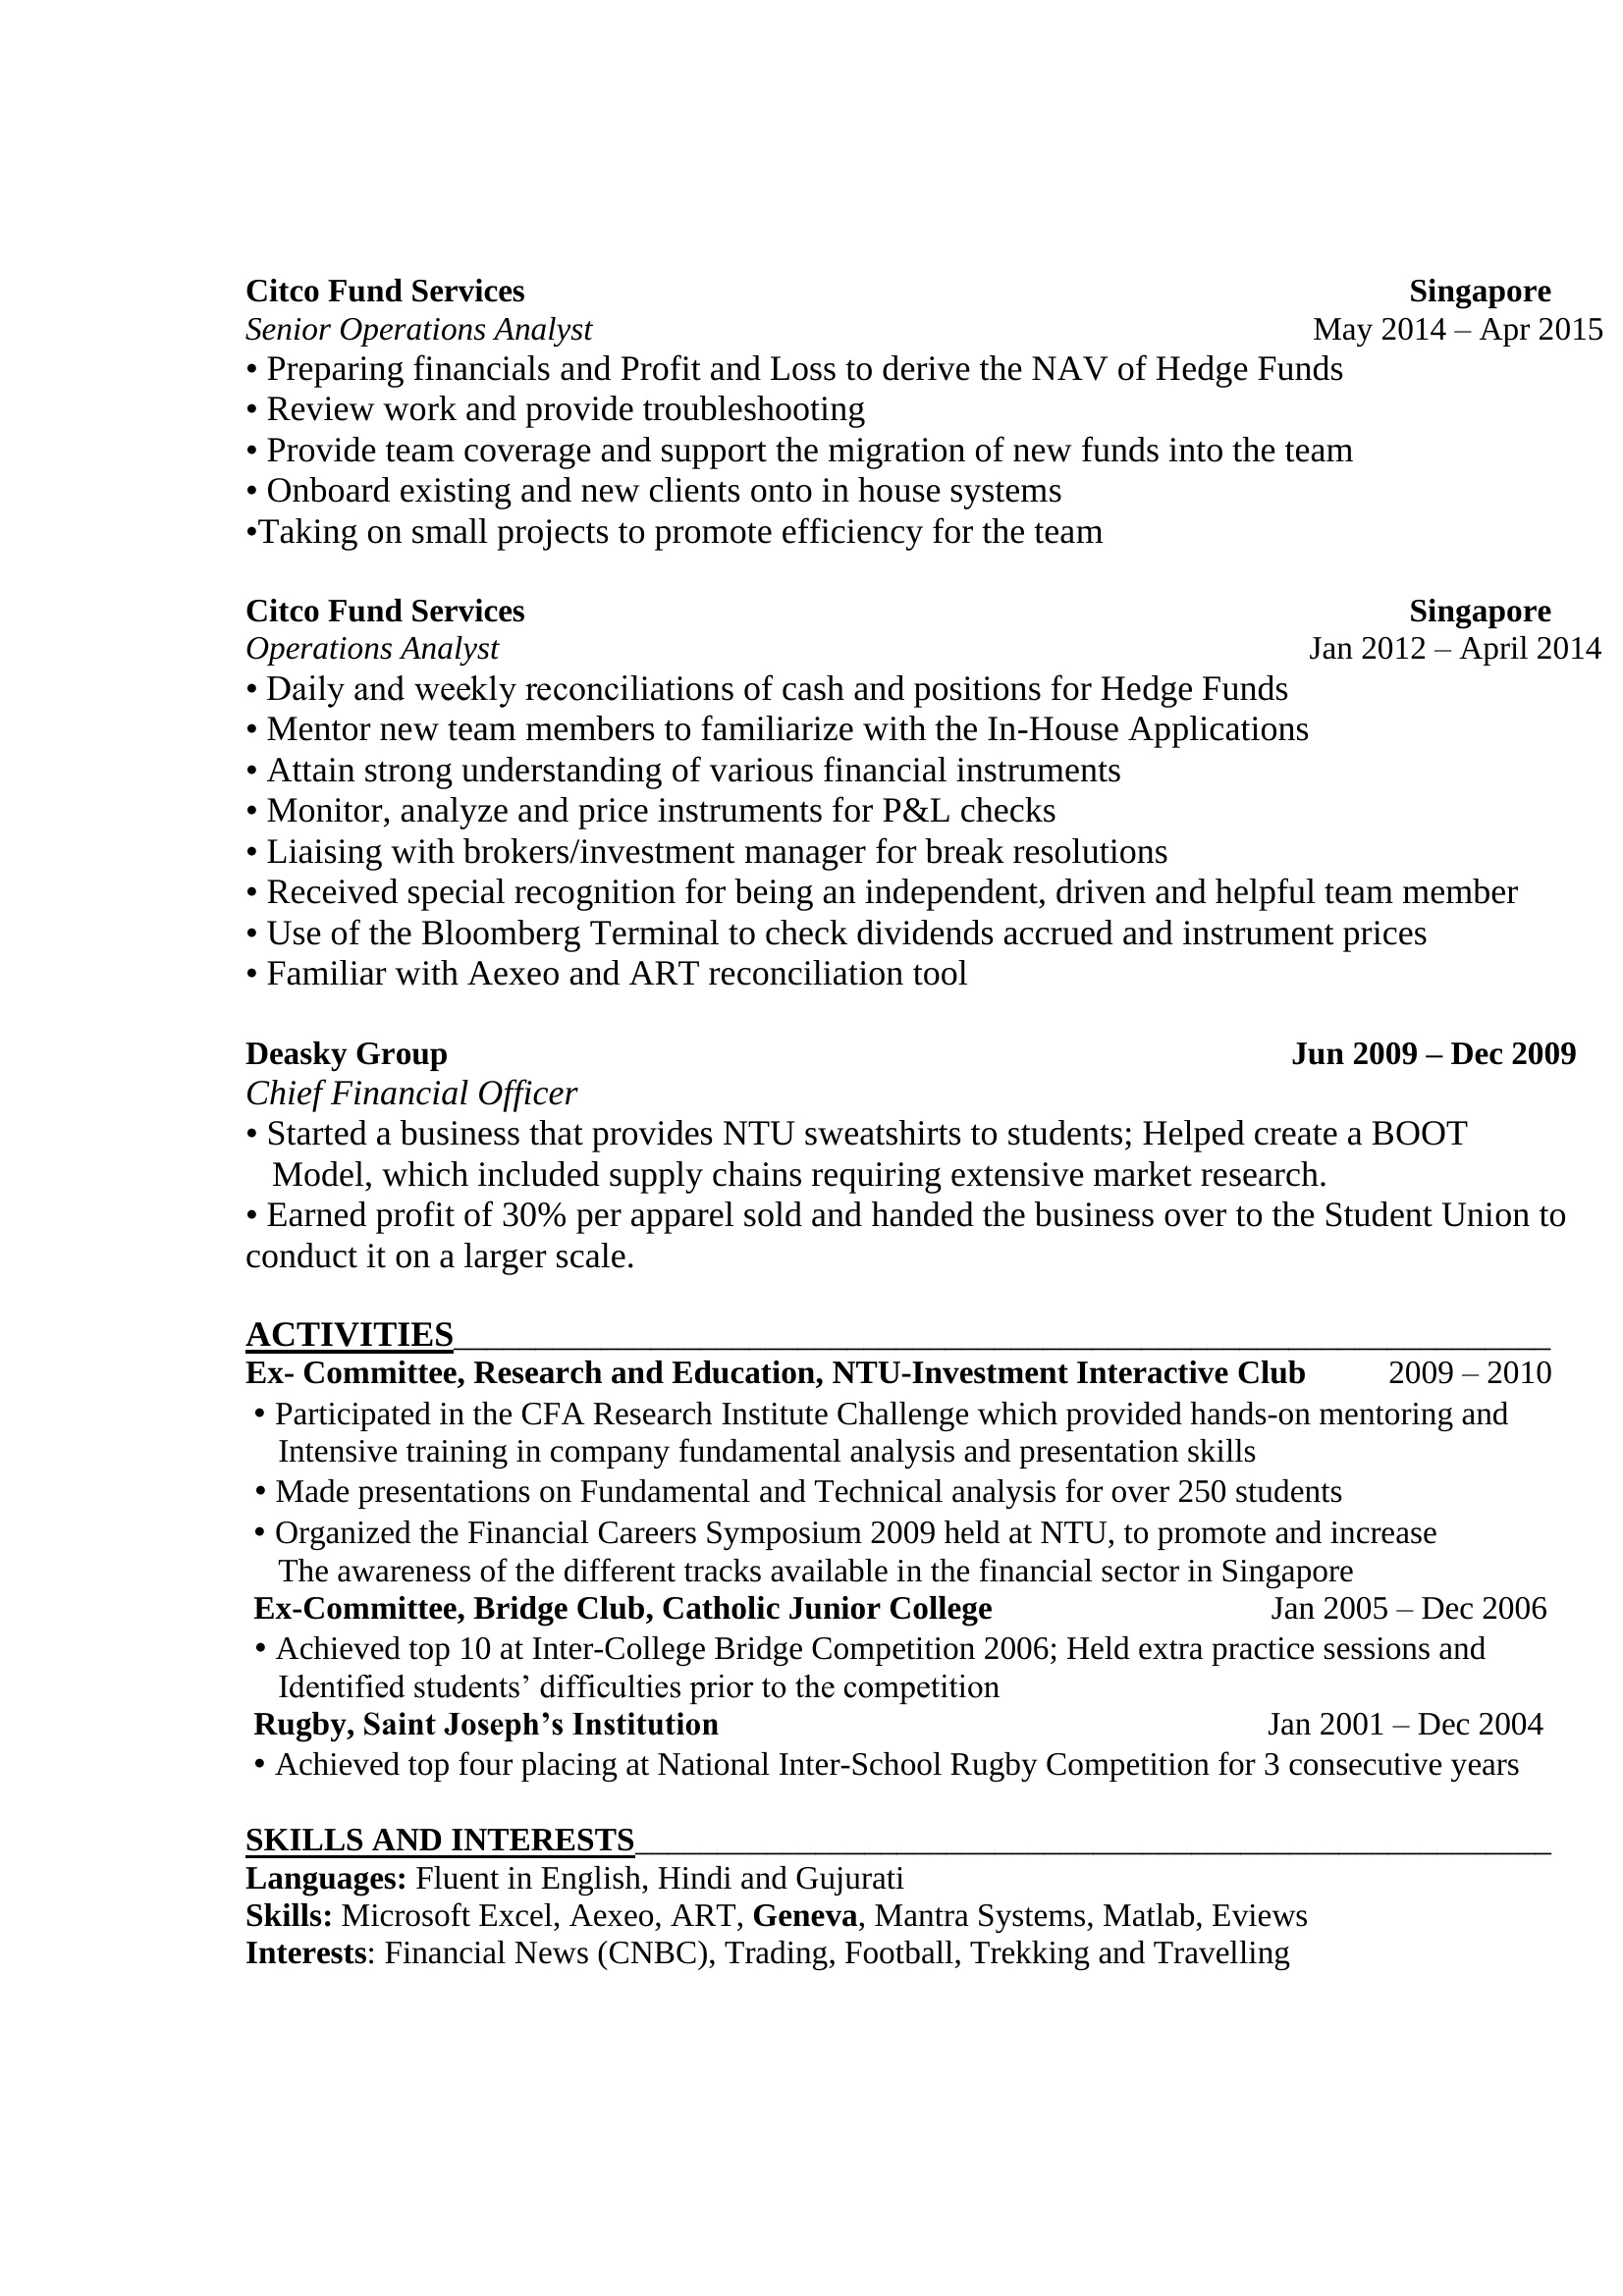 Citco Fund Services Singapore
Senior Operations Analyst May 2014 – Apr 2015
• Preparing financials and Profit and Loss to derive the NAV of Hedge Funds
• Review work and provide troubleshooting
• Provide team coverage and support the migration of new funds into the team
• Onboard existing and new clients onto in house systems
•Taking on small projects to promote efficiency for the team
Citco Fund Services Singapore
Operations Analyst Jan 2012 – April 2014
• Daily and weekly reconciliations of cash and positions for Hedge Funds
• Mentor new team members to familiarize with the In-House Applications
• Attain strong understanding of various financial instruments
• Monitor, analyze and price instruments for P&L checks
• Liaising with brokers/investment manager for break resolutions
• Received special recognition for being an independent, driven and helpful team member
• Use of the Bloomberg Terminal to check dividends accrued and instrument prices
• Familiar with Aexeo and ART reconciliation tool
Deasky Group Jun 2009 – Dec 2009
Chief Financial Officer
• Started a business that provides NTU sweatshirts to students; Helped create a BOOT
Model, which included supply chains requiring extensive market research.
• Earned profit of 30% per apparel sold and handed the business over to the Student Union to
conduct it on a larger scale.
ACTIVITIES
Ex- Committee, Research and Education, NTU-Investment Interactive Club 2009 – 2010
• Participated in the CFA Research Institute Challenge which provided hands-on mentoring and
Intensive training in company fundamental analysis and presentation skills
• Made presentations on Fundamental and Technical analysis for over 250 students
• Organized the Financial Careers Symposium 2009 held at NTU, to promote and increase
The awareness of the different tracks available in the financial sector in Singapore
Ex-Committee, Bridge Club, Catholic Junior College Jan 2005 – Dec 2006
• Achieved top 10 at Inter-College Bridge Competition 2006; Held extra practice sessions and
Identified students’ difficulties prior to the competition
Rugby, Saint Joseph’s Institution Jan 2001 – Dec 2004
• Achieved top four placing at National Inter-School Rugby Competition for 3 consecutive years
SKILLS AND INTERESTS
Languages: Fluent in English, Hindi and Gujurati
Skills: Microsoft Excel, Aexeo, ART, Geneva, Mantra Systems, Matlab, Eviews
Interests: Financial News (CNBC), Trading, Football, Trekking and Travelling